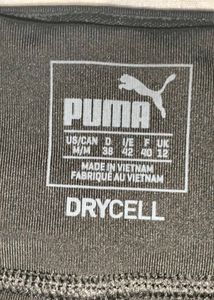 PUMA
US/CAN D I/E F UK
M/M 38 42 40 12
MADE IN VIETNAM
FABRIQUÉ AU VIETNAM
DRYCELL